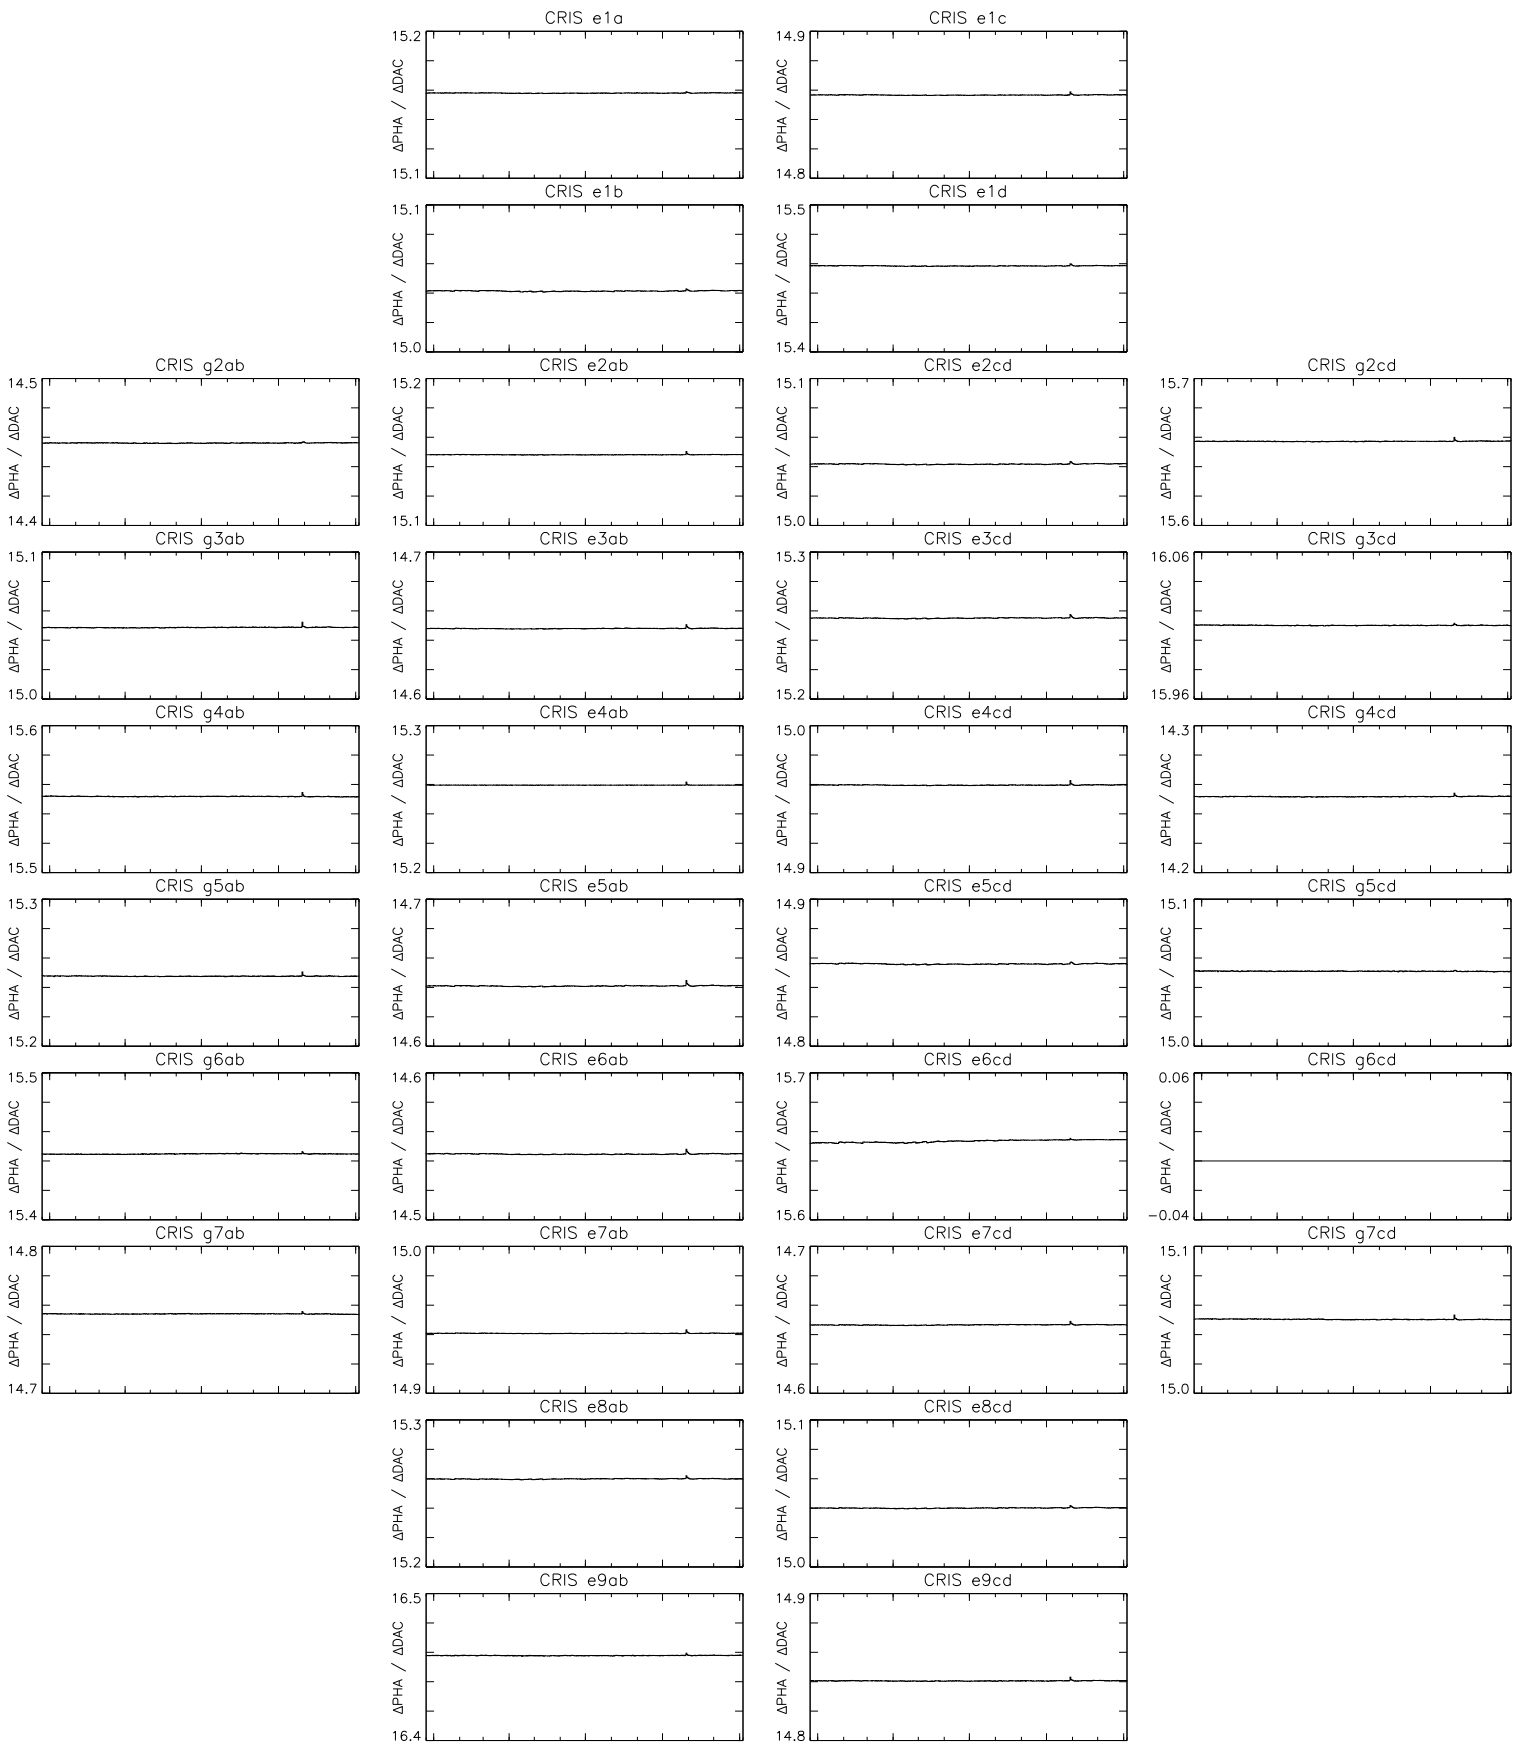 CRIS e1a
15.2
ΔPHA / ΔDAC
15.1
CRIS e1c
14.9
ΔPHA / ΔDAC
14.8
CRIS e1b
15.1
ΔPHA / ΔDAC
15.0
CRIS e1d
15.5
ΔPHA / ΔDAC
15.4
CRIS g2ab
14.5
ΔPHA / ΔDAC
14.4
CRIS e2ab
15.2
ΔPHA / ΔDAC
15.1
CRIS e2cd
15.1
ΔPHA / ΔDAC
15.0
CRIS g2cd
15.7
ΔPHA / ΔDAC
15.6
CRIS g3ab
15.1
ΔPHA / ΔDAC
15.0
CRIS e3ab
14.7
ΔPHA / ΔDAC
14.6
CRIS e3cd
15.3
ΔPHA / ΔDAC
15.2
CRIS g3cd
16.06
ΔPHA / ΔDAC
15.96
CRIS g4ab
15.6
ΔPHA / ΔDAC
15.5
CRIS e4ab
15.3
ΔPHA / ΔDAC
15.2
CRIS e4cd
15.0
ΔPHA / ΔDAC
14.9
CRIS g4cd
14.3
ΔPHA / ΔDAC
14.2
CRIS g5ab
15.3
ΔPHA / ΔDAC
15.2
CRIS e5ab
14.7
ΔPHA / ΔDAC
14.6
CRIS e5cd
14.9
ΔPHA / ΔDAC
14.8
CRIS g5cd
15.1
ΔPHA / ΔDAC
15.0
CRIS g6ab
15.5
ΔPHA / ΔDAC
15.4
CRIS e6ab
14.6
ΔPHA / ΔDAC
14.5
CRIS e6cd
15.7
ΔPHA / ΔDAC
15.6
CRIS g6cd
0.06
ΔPHA / ΔDAC
−0.04
CRIS g7ab
14.8
ΔPHA / ΔDAC
14.7
CRIS e7ab
15.0
ΔPHA / ΔDAC
14.9
CRIS e7cd
14.7
ΔPHA / ΔDAC
14.6
CRIS g7cd
15.1
ΔPHA / ΔDAC
15.0
CRIS e8ab
15.3
ΔPHA / ΔDAC
15.2
CRIS e8cd
15.1
ΔPHA / ΔDAC
15.0
CRIS e9ab
16.5
ΔPHA / ΔDAC
16.4
CRIS e9cd
14.9
ΔPHA / ΔDAC
14.8